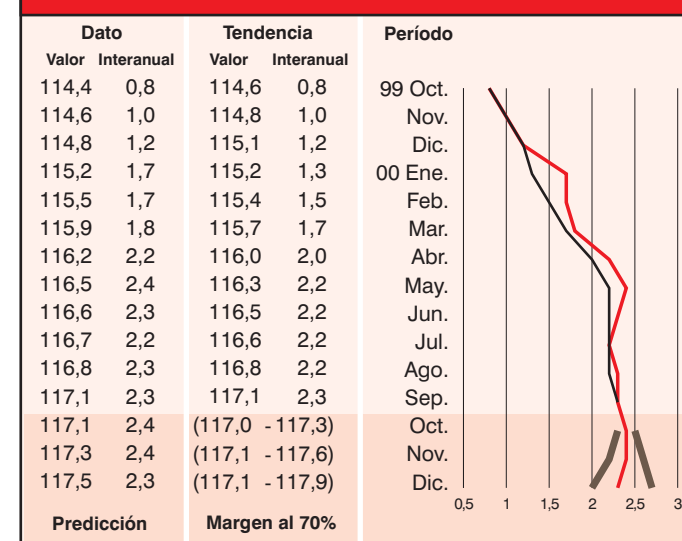 Dato Tendencia Período
Valor Interanual Valor Interanual
114,4 0,8 114,6 0,8 99 Oct.
114,6 1,0 114,8 1,0 Nov.
114,8 1,2 115,1 1,2 Dic.
115,2 1,7 115,2 1,3 00 Ene.
115,5 1,7 115,4 1,5 Feb.
115,9 1,8 115,7 1,7 Mar.
116,2 2,2 116,0 2,0 Abr.
116,5 2,4 116,3 2,2 May.
116,6 2,3 116,5 2,2 Jun.
116,7 2,2 116,6 2,2 Jul.
116,8 2,3 116,8 2,2 Ago.
117,1 2,3 117,1 2,3 Sep.
117,1 2,4 (117,0 - 117,3) Oct.
117,3 2,4 (117,1 - 117,6) Nov.
117,5 2,3 (117,1 - 117,9) Dic.
0,5 1 1,5 2 2,5 3
Predicción Margen al 70%